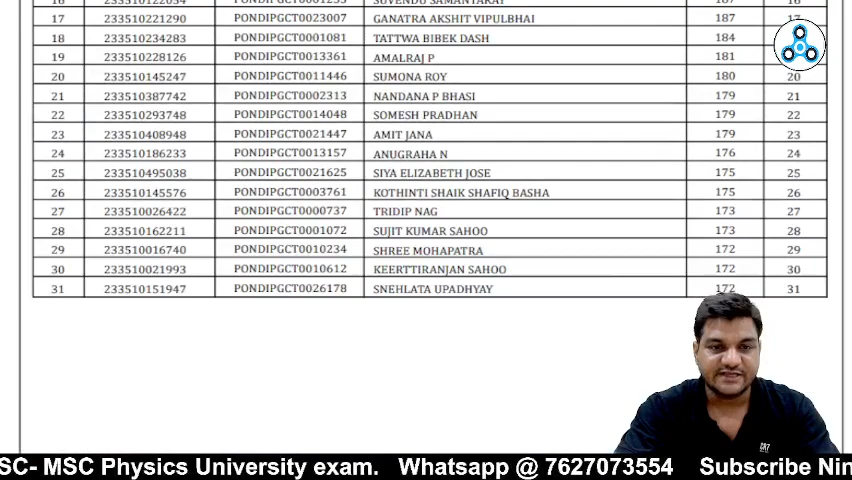 17 233510221290 PONDIPGCT0023007 GANATRA AKSHIT VIPULBHAI 187 17
18 233510234283 PONDIPGCT0001081 TATTWA BIBEK DASH 184
19 233510228126 PONDIPGCT0013361 AMALRAJ P 181
20 233510145247 PONDIPGCT0011446 SUMONA ROY 180 20
21 233510387742 PONDIPGCT0002313 NANDANA P BHASI 179 21
22 233510293748 PONDIPGCT0014048 SOMESH PRADHAN 179 22
23 233510408948 PONDIPGCT0021447 AMIT JANA 179 23
24 233510186233 PONDIPGCT0013157 ANUGRAHA N 176 24
25 233510495038 PONDIPGCT0021625 SIYA ELIZABETH JOSE 175 25
26 233510145576 PONDIPGCT0003761 KOTHINTI SHAIK SHAFIQ BASHA 175 26
27 233510026422 PONDIPGCT0000737 TRIDIP NAG 173 27
28 233510162211 PONDIPGCT0001072 SUJIT KUMAR SAHOO 173 28
29 233510016740 PONDIPGCT0010234 SHREE MOHAPATRA 172 29
30 233510021993 PONDIPGCT0010612 KEERTTIRANJAN SAHOO 172 30
31 233510151947 PONDIPGCT0026178 SNEHLATA UPADHYAY 172 31
SC- MSC Physics University exam. Whatsapp @ 7627073554 Subscribe Nin